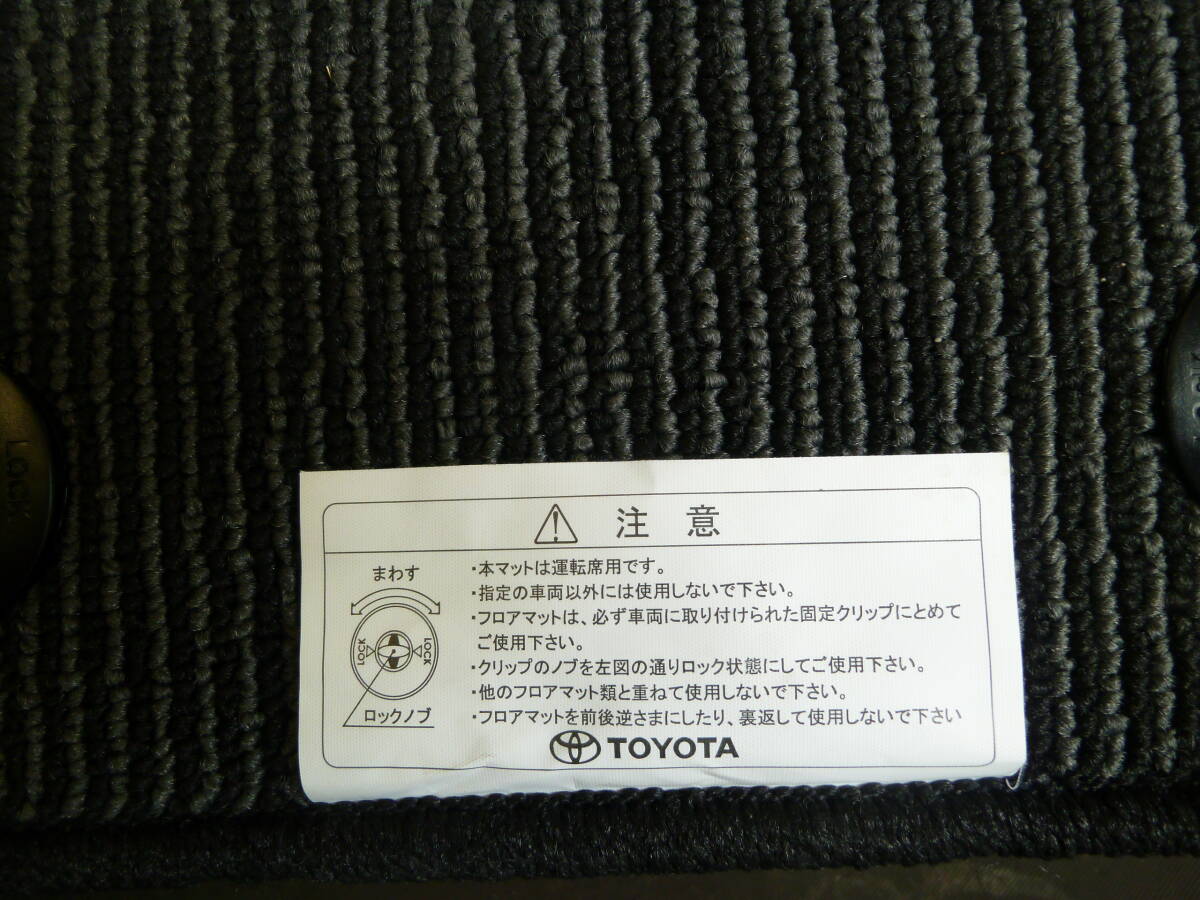 注意
まわす
LOCK
LOCK
ロックノブ
・本マットは運転席用です。
・指定の車両以外には使用しないで下さい。
・フロアマットは、必ず車両に取り付けられた固定クリップにとめて
ご使用下さい。
・クリップのノブを左図の通りロック状態にしてご使用下さい。
・他のフロアマット類と重ねて使用しないで下さい。
・フロアマットを前後逆さまにしたり、裏返して使用しないで下さい
TOYOTA
LOCK